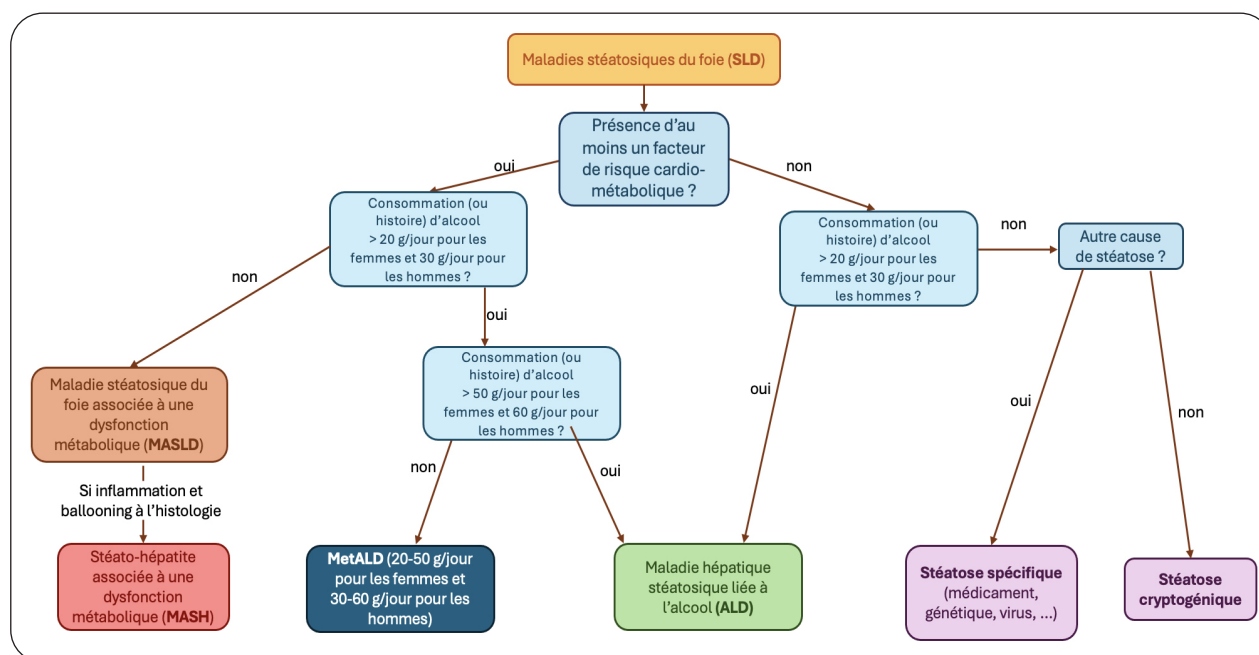 Maladies stéatosiques du foie (SLD)
Présence d'au
moins un facteur
de risque cardio-
métabolique ?
oui
non
Consommation (ou
histoire) d'alcool
> 20 g/jour pour les
femmes et 30 g/jour pour
les hommes ?
Consommation (ou
histoire) d'alcool
> 20 g/jour pour les
femmes et 30 g/jour pour
les hommes ?
non
Autre cause
de stéatose ?
non
oui
Consommation (ou
histoire) d'alcool
> 50 g/jour pour les
femmes et 60 g/jour pour
les hommes ?
Maladie stéatosique du
foie associée à une
dysfonction
métabolique (MASLD)
oui
oui
non
non
oui
Si inflammation et
ballooning à l'histologie
Stéato-hépatite
associée à une
dysfonction
métabolique (MASH)
MetALD (20-50 g/jour
pour les femmes et
30-60 g/jour pour les
hommes)
Maladie hépatique
stéatosique liée à
l'alcool (ALD)
Stéatose spécifique
(médicament,
génétique, virus, ...)
Stéatose
cryptogénique